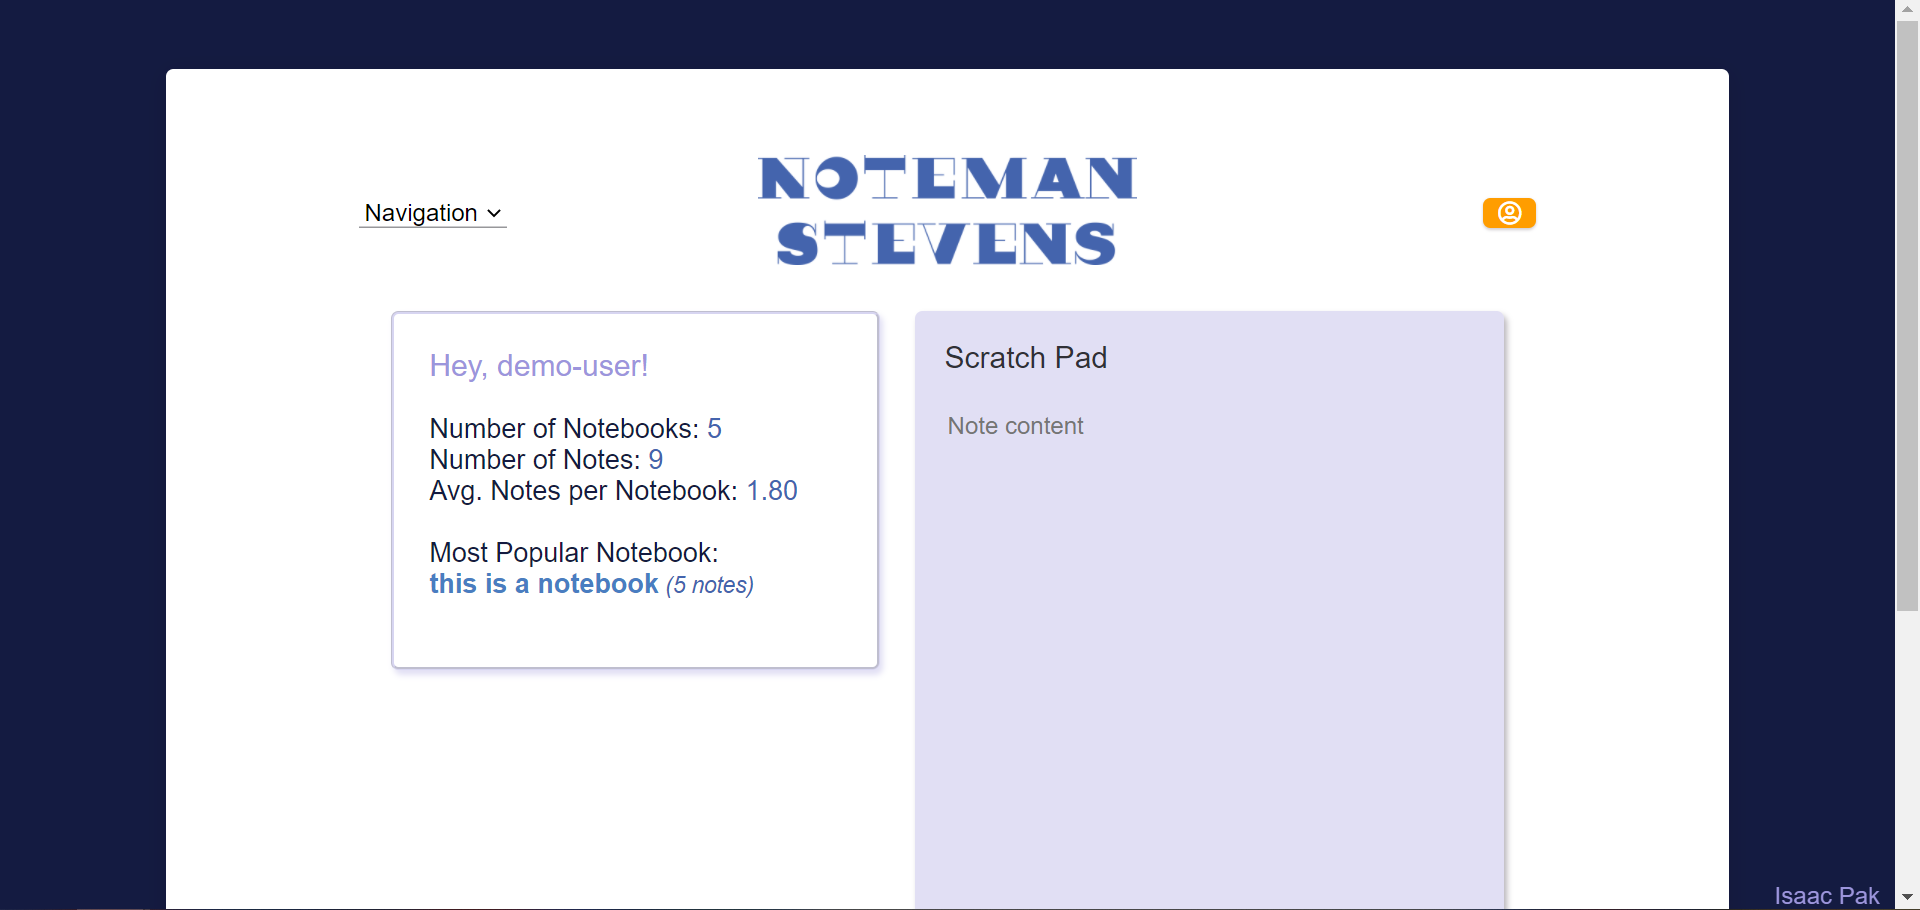 NOTEMAN
STEVENS
Navigation
Hey, demo-user!
Number of Notebooks: 5
Number of Notes: 9
Avg. Notes per Notebook: 1.80
Most Popular Notebook:
this is a notebook (5 notes)
Scratch Pad
Note content
Isaac Pak